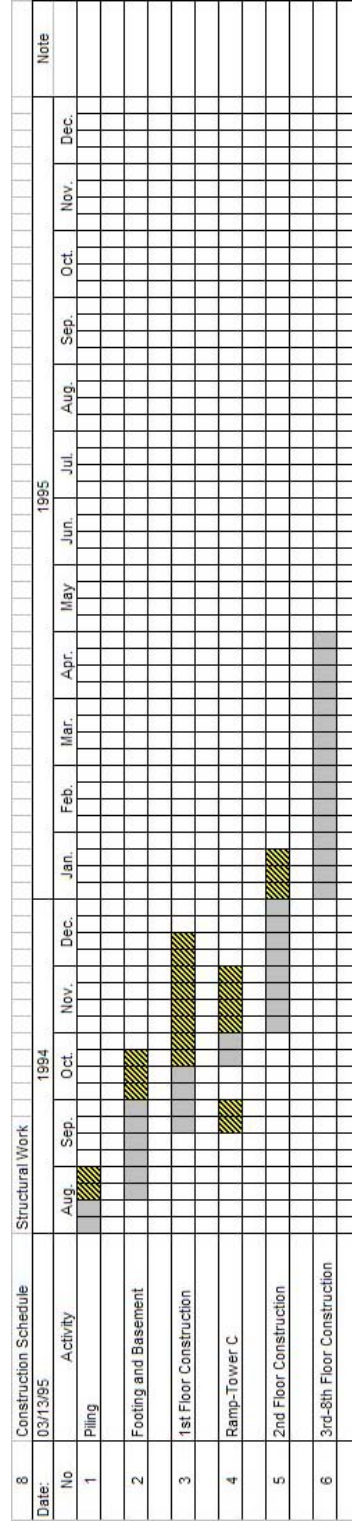 8 Construction Schedule Structural Work
Date: 03/13/95 1994 1995 Note
No Activity Aug. Sep. Oct. Nov. Dec. Jan. Feb. Mar. Apr. May Jun. Jul. Aug. Sep. Oct. Nov. Dec.
1 Piling
2 Footing and Basement
3 1st Floor Construction
4 Ramp-Tower C
5 2nd Floor Construction
6 3rd-8th Floor Construction